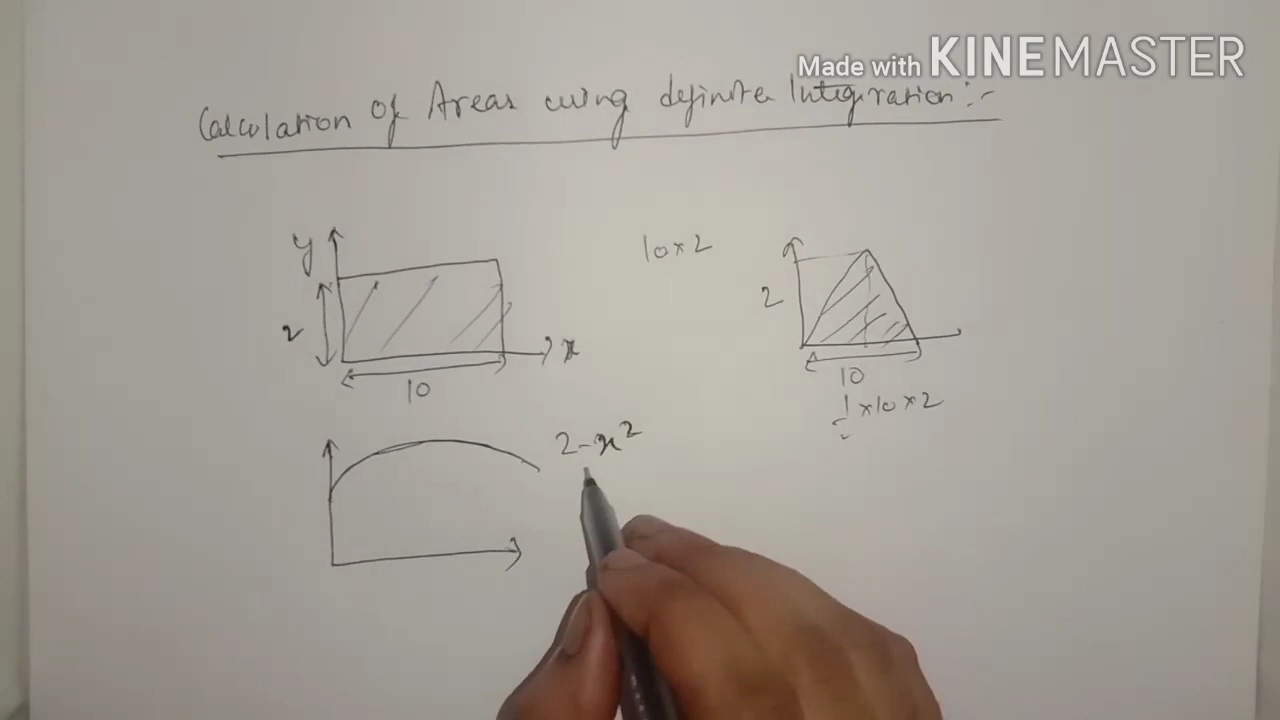 Made with KINEMASTER
Calculation of Areas using definite Integration :-
y
2
x
10
10 x 2
2
10
1/2 x 10 x 2
2-x²